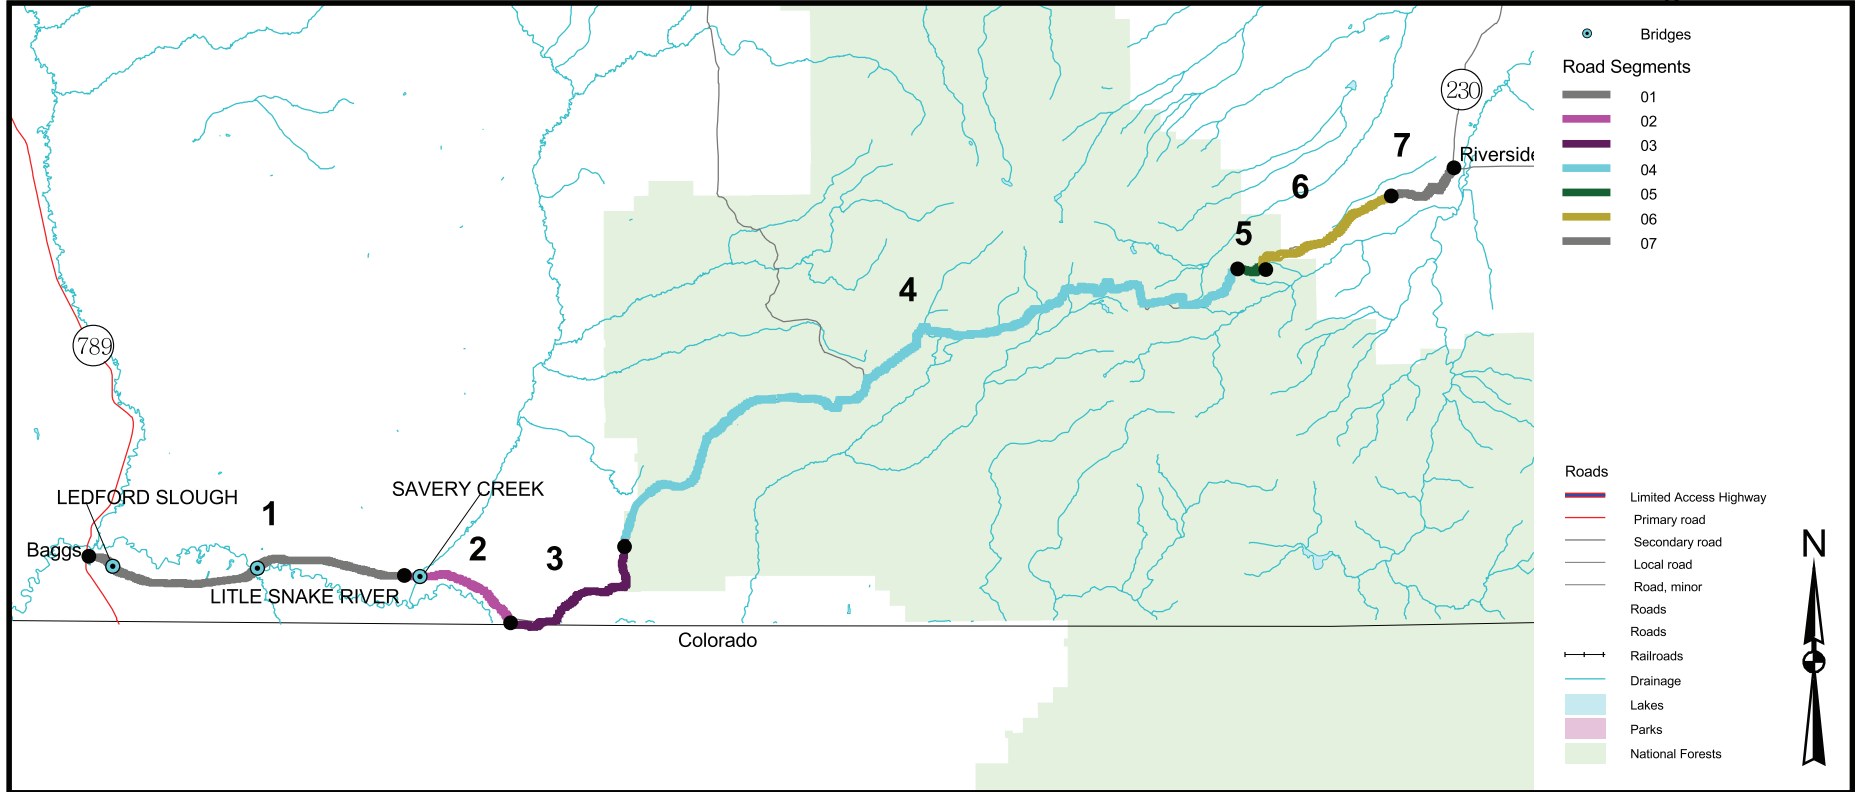 Bridges
Road Segments
01
02
03
04
05
06
07
230
7
Riverside
6
5
4
789
LEDFORD SLOUGH
1
SAVERY CREEK
2
3
Baggs
LITLE SNAKE RIVER
Colorado
Roads
Limited Access Highway
Primary road
Secondary road
Local road
Road, minor
Roads
Roads
Railroads
Drainage
Lakes
Parks
National Forests
N